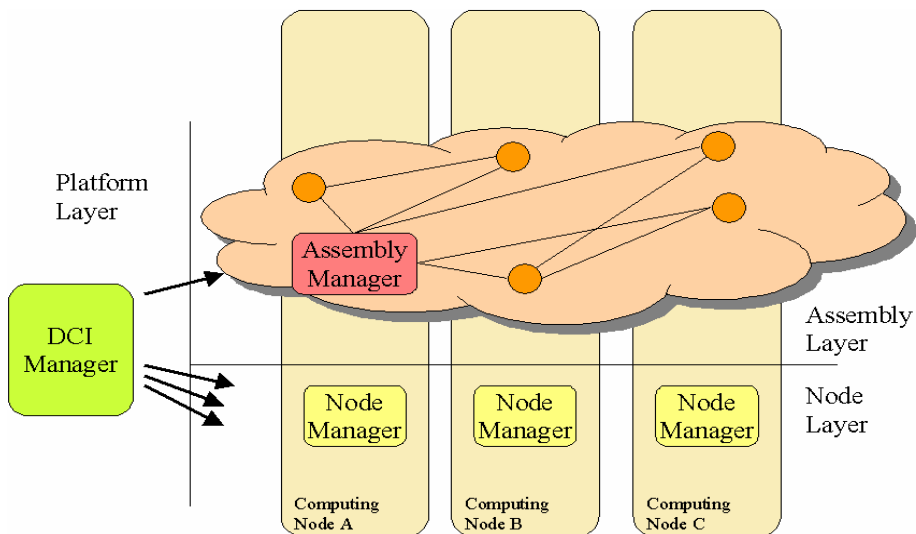 Platform
Layer
Assembly
Manager
DCI
Manager
Assembly
Layer
Node
Manager
Node
Manager
Node
Manager
Node
Layer
Computing
Node A
Computing
Node B
Computing
Node C